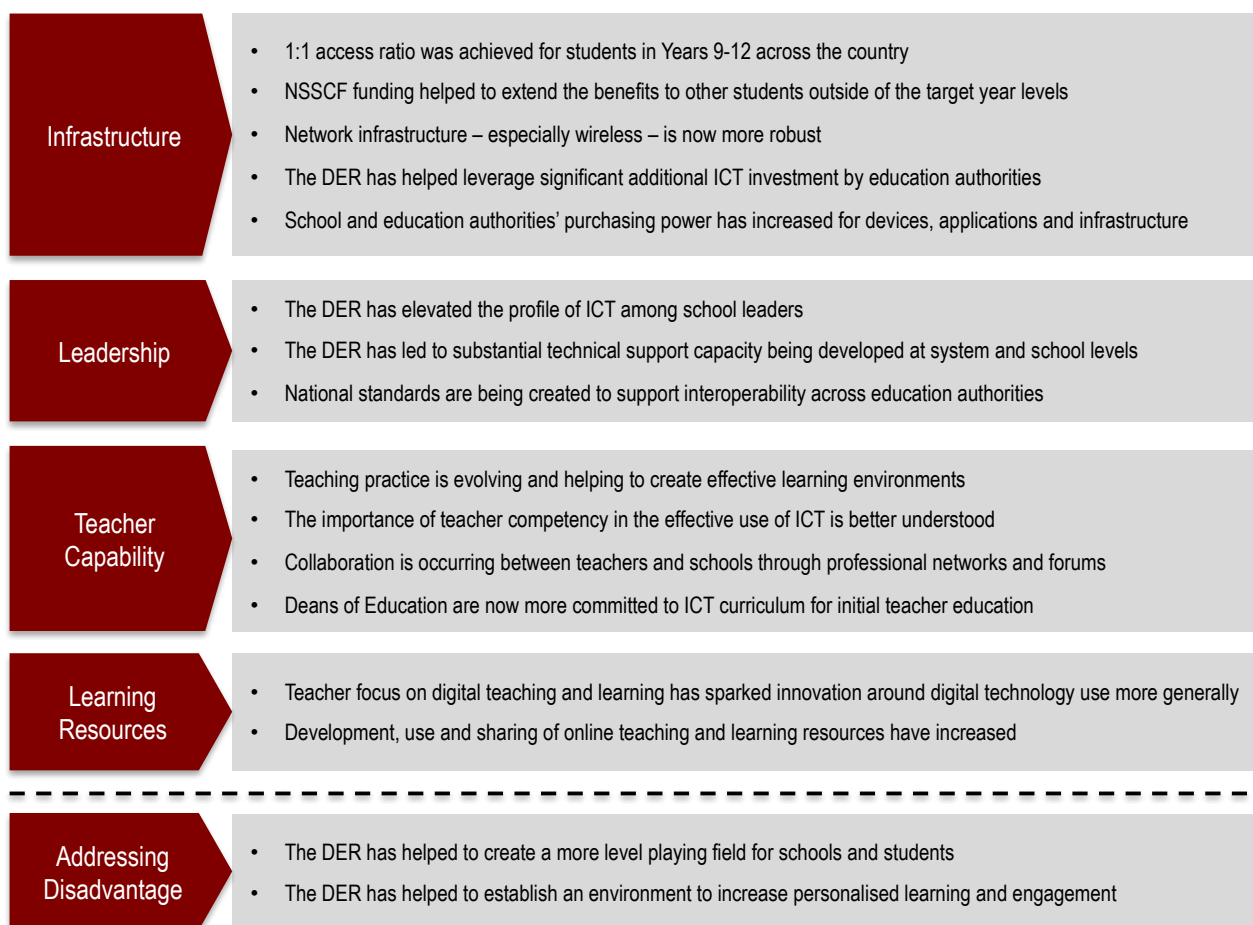 Infrastructure
• 1:1 access ratio was achieved for students in Years 9-12 across the country
• NSSCF funding helped to extend the benefits to other students outside of the target year levels
• Network infrastructure – especially wireless – is now more robust
• The DER has helped leverage significant additional ICT investment by education authorities
• School and education authorities’ purchasing power has increased for devices, applications and infrastructure
Leadership
• The DER has elevated the profile of ICT among school leaders
• The DER has led to substantial technical support capacity being developed at system and school levels
• National standards are being created to support interoperability across education authorities
Teacher
Capability
• Teaching practice is evolving and helping to create effective learning environments
• The importance of teacher competency in the effective use of ICT is better understood
• Collaboration is occurring between teachers and schools through professional networks and forums
• Deans of Education are now more committed to ICT curriculum for initial teacher education
Learning
Resources
• Teacher focus on digital teaching and learning has sparked innovation around digital technology use more generally
• Development, use and sharing of online teaching and learning resources have increased
Addressing
Disadvantage
• The DER has helped to create a more level playing field for schools and students
• The DER has helped to establish an environment to increase personalised learning and engagement